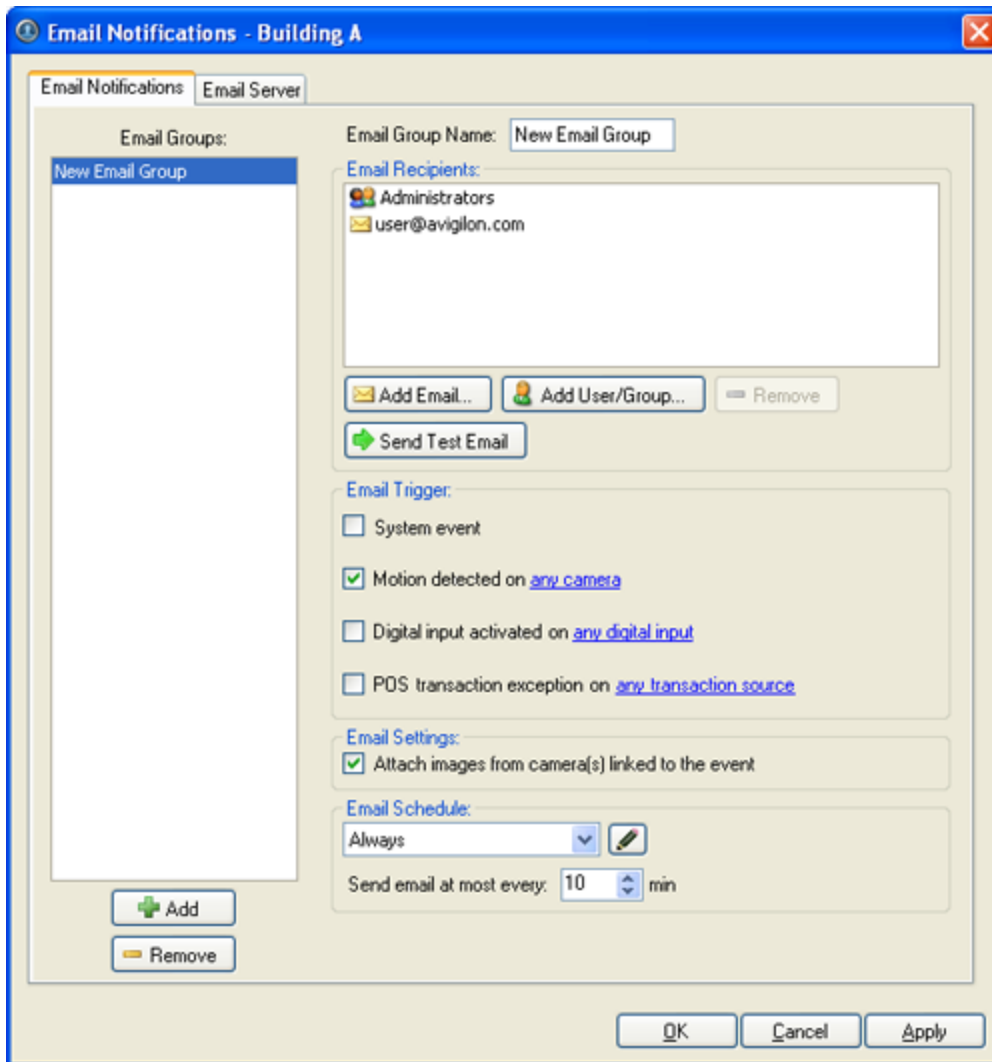 Email Notifications - Building A
Email Notifications
Email Server
Email Groups:
New Email Group
Email Group Name: New Email Group
Email Recipients:
Administrators
user@avigilon.com
Add Email...
Add User/Group...
Remove
Send Test Email
Email Trigger:
System event
Motion detected on any camera
Digital input activated on any digital input
POS transaction exception on any transaction source
Email Settings:
Attach images from camera(s) linked to the event
Email Schedule:
Always
Send email at most every: 10 min
Add
Remove
OK
Cancel
Apply